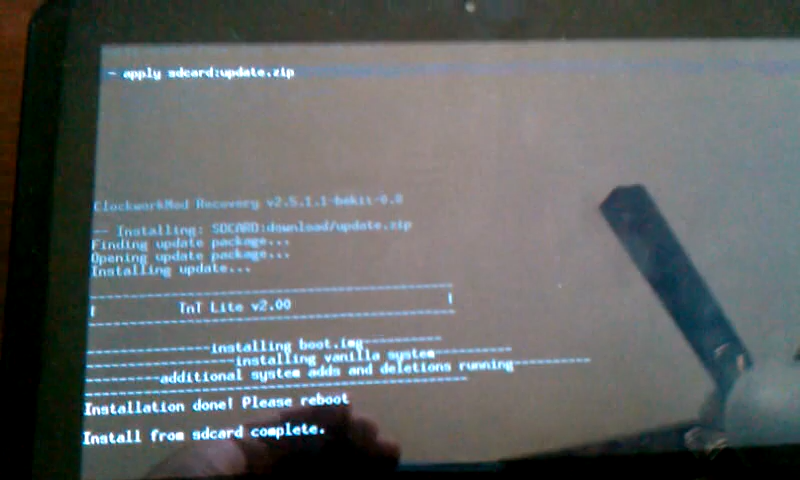 - apply sdcard:update.zip
ClockworkMod Recovery v2.5.1.1-bekit-0.8
-- Installing: SDCARD:download/update.zip
Finding update package...
Opening update package...
Installing update...
TnT Lite v2.00
----------installing boot.img----------
----------installing vanilla system----------
----------additional system adds and deletions running----------
Installation done! Please reboot
Install from sdcard complete.